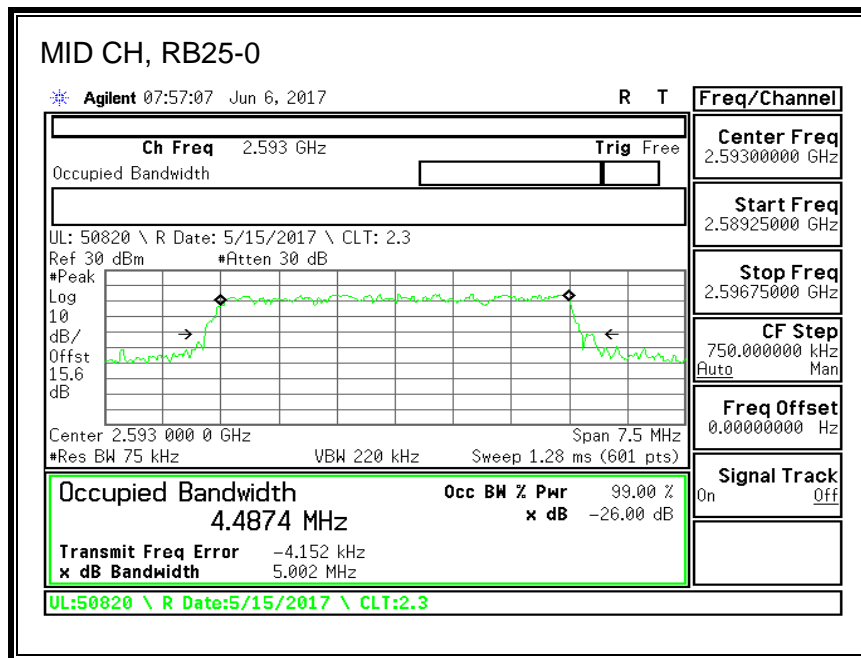 MID CH, RB25-0
Agilent 07:57:07 Jun 6, 2017 R T
Freq/Channel
Ch Freq 2.593 GHz Trig Free
Occupied Bandwidth
UL: 50820 \ R Date: 5/15/2017 \ CLT: 2.3
Ref 30 dBm #Atten 30 dB
#Peak
Log
10
dB/
Offst
15.6
dB
Center 2.593 000 0 GHz Span 7.5 MHz
#Res BW 75 kHz VBW 220 kHz Sweep 1.28 ms (601 pts)
Occupied Bandwidth Occ BW % Pwr 99.00 %
4.4874 MHz x dB -26.00 dB
Transmit Freq Error -4.152 kHz
x dB Bandwidth 5.002 MHz
UL:50820 \ R Date:5/15/2017 \ CLT:2.3
Center Freq
2.59300000 GHz
Start Freq
2.58925000 GHz
Stop Freq
2.59675000 GHz
CF Step
750.000000 kHz
Auto Man
Freq Offset
0.00000000 Hz
Signal Track
On Off